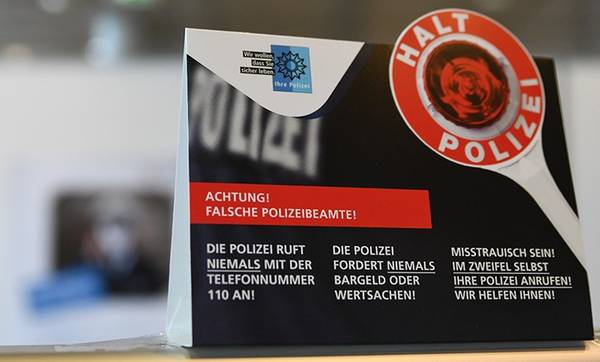 Wir wollen,
dass Sie
sicher leben.
Ihre Polizei
HALT
POLIZEI
POLIZEI
ACHTUNG!
FALSCHE POLIZEIBEAMTE!
DIE POLIZEI RUFT
NIEMALS MIT DER
TELEFONNUMMER
110 AN!
DIE POLIZEI
FORDERT NIEMALS
BARGELD ODER
WERTSACHEN!
MISSTRAUISCH SEIN!
IM ZWEIFEL SELBST
IHRE POLIZEI ANRUFEN!
WIR HELFEN IHNEN!